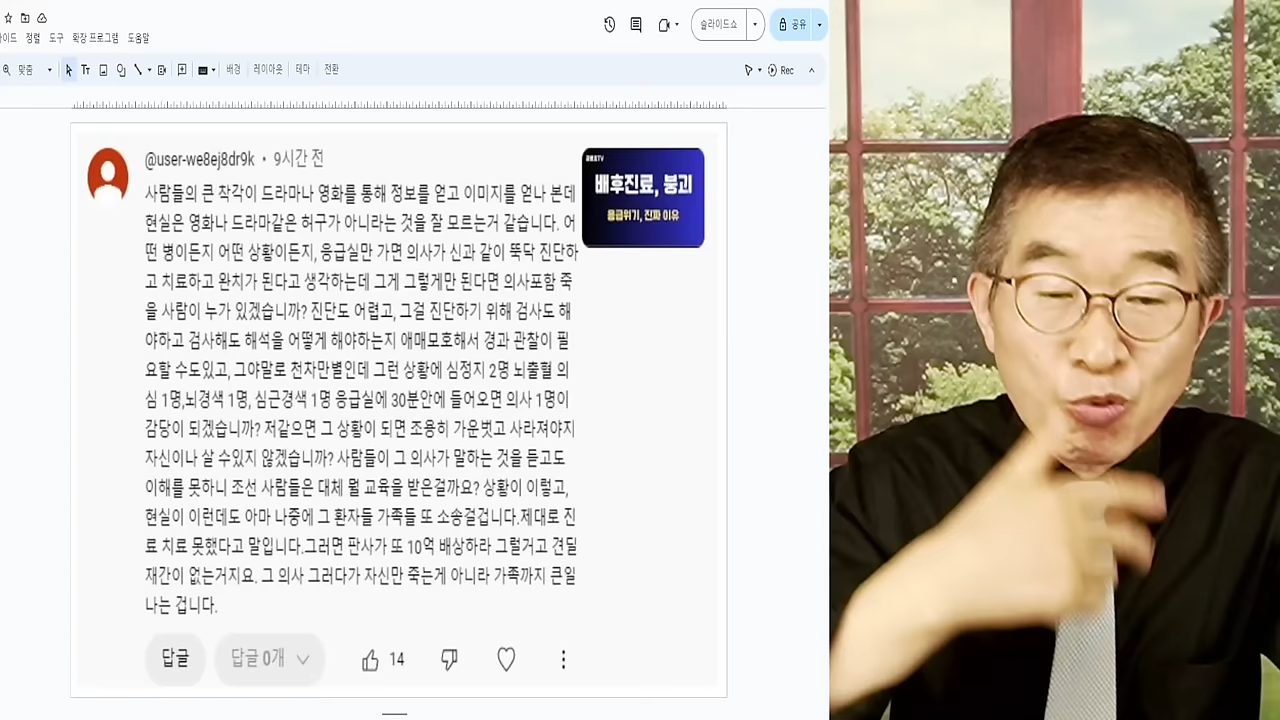 이드 정렬 도구 확장 프로그램 도움말
슬라이드쇼
공유
맞춤
배경 레이아웃 테마 전환
Rec
@user-we8ej8dr9k • 9시간 전
사람들의 큰 착각이 드라마나 영화를 통해 정보를 얻고 이미지를 얻나 본데
현실은 영화나 드라마같은 허구가 아니라는 것을 잘 모르는거 같습니다. 어
떤 병이든지 어떤 상황이든지, 응급실만 가면 의사가 신과 같이 뚝닥 진단하
고 치료하고 완치가 된다고 생각하는데 그게 그렇게만 된다면 의사포함 죽
을 사람이 누가 있겠습니까? 진단도 어렵고, 그걸 진단하기 위해 검사도 해
야하고 검사해도 해석을 어떻게 해야하는지 애매모호해서 경과 관찰이 필
요할 수도있고, 그야말로 천차만별인데 그런 상황에 심정지 2명 뇌출혈 의
심 1명,뇌경색 1명, 심근경색 1명 응급실에 30분안에 들어오면 의사 1명이
감당이 되겠습니까? 저같으면 그 상황이 되면 조용히 가운벗고 사라져야지
자신이나 살 수있지 않겠습니까? 사람들이 그 의사가 말하는 것을 듣고도
이해를 못하니 조선 사람들은 대체 뭘 교육을 받은걸까요? 상황이 이렇고,
현실이 이런데도 아마 나중에 그 환자들 가족들 또 소송걸겁니다.제대로 진
료 치료 못했다고 말입니다.그러면 판사가 또 10억 배상하라 그럴거고 견딜
재간이 없는거지요. 그 의사 그러다가 자신만 죽는게 아니라 가족까지 큰일
나는 겁니다.
배후진료, 붕괴
응급위기, 진짜 이유
답글
답글 0개
14